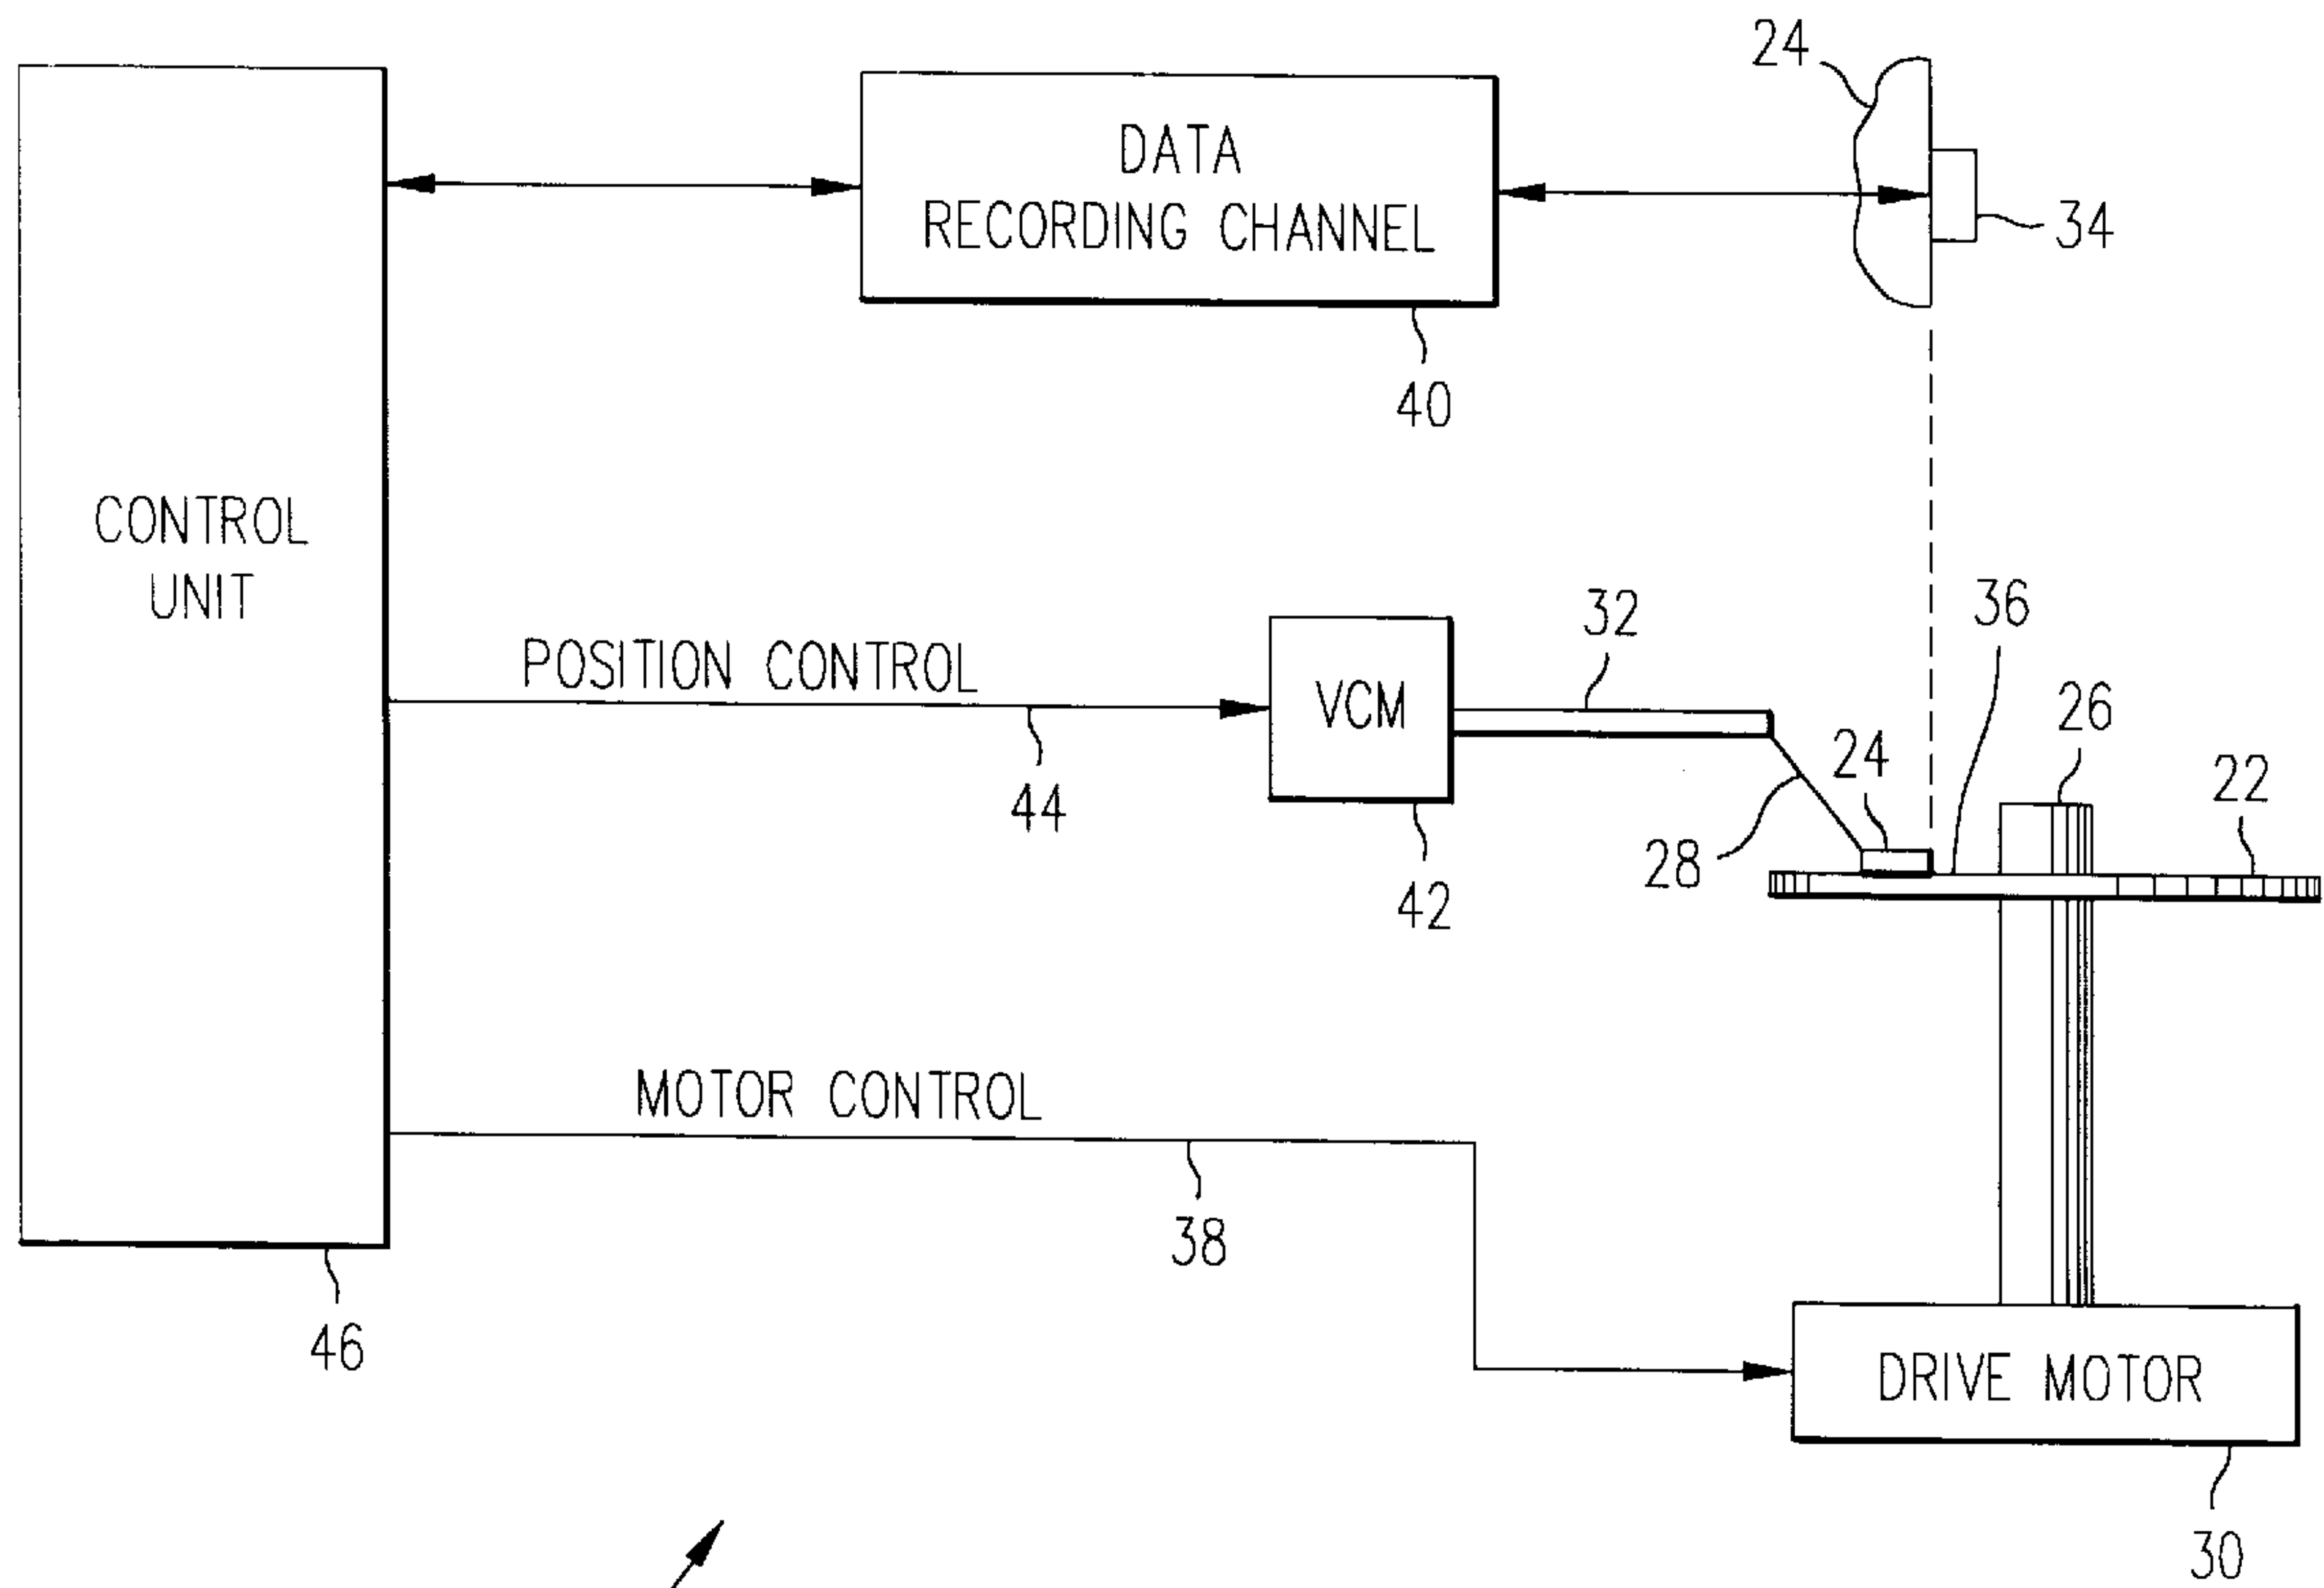 24
DATA
RECORDING CHANNEL
34
40
CONTROL
UNIT
36
32
POSITION CONTROL
26
VCM
24
22
44
28
42
MOTOR CONTROL
38
46
DRIVE MOTOR
30